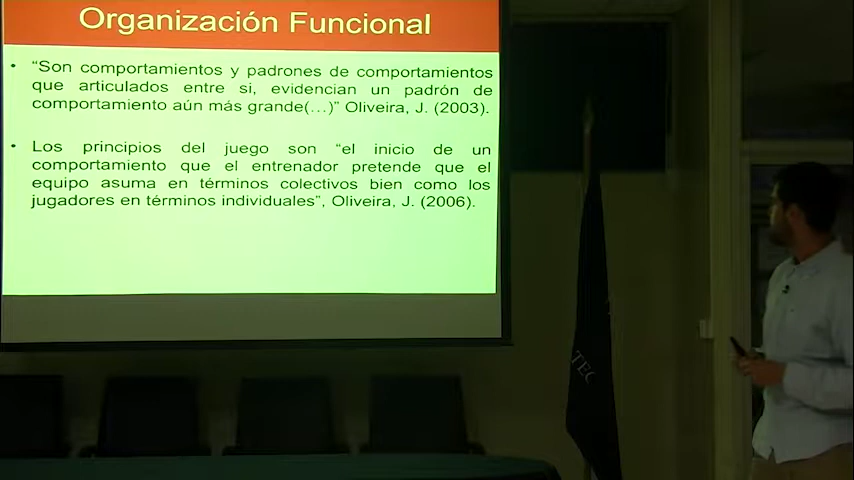 Organización Funcional
• “Son comportamientos y padrones de comportamientos
que articulados entre sí, evidencian un padrón de
comportamiento aún más grande(...)” Oliveira, J. (2003).
• Los principios del juego son “el inicio de un
comportamiento que el entrenador pretende que el
equipo asuma en términos colectivos bien como los
jugadores en términos individuales”, Oliveira, J. (2006).
TEC